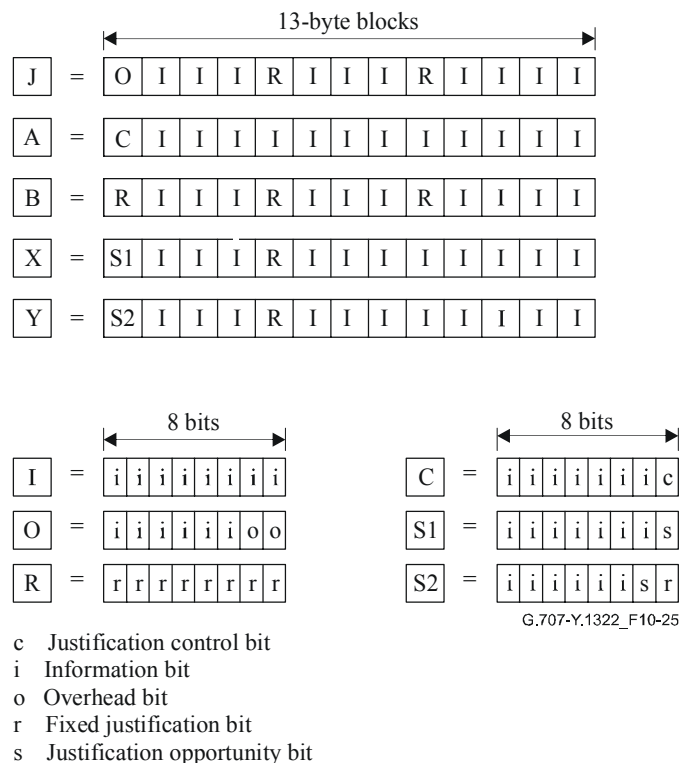 13-byte blocks
J = O I I I R I I I R I I I I
A = C I I I I I I I I I I I I
B = R I I I R I I I R I I I I
X = S1 I I I R I I I I I I I I
Y = S2 I I I R I I I I I I I I
8 bits 8 bits
I = i i i i i i i i C = i i i i i i i c
O = i i i i i i o o S1 = i i i i i i i s
R = r r r r r r r r S2 = i i i i i i s r
G.707-Y.1322_F10-25
c Justification control bit
i Information bit
o Overhead bit
r Fixed justification bit
s Justification opportunity bit